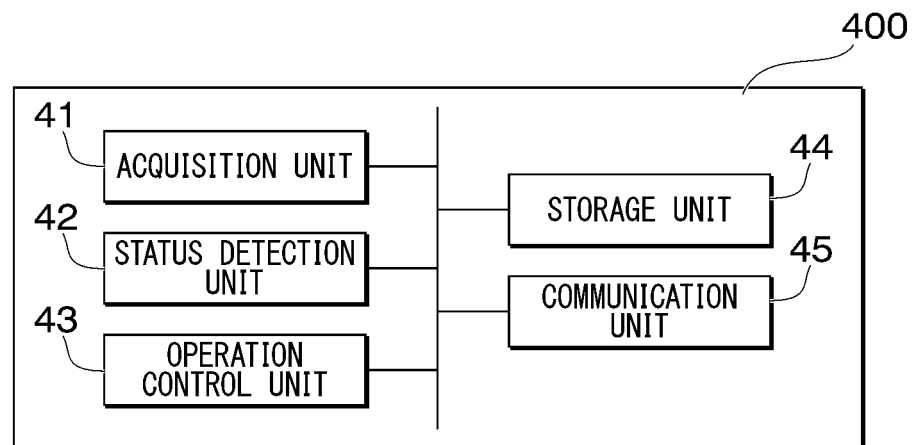 400
41
ACQUISITION UNIT
42
STATUS DETECTION
UNIT
43
OPERATION
CONTROL UNIT
44
STORAGE UNIT
45
COMMUNICATION
UNIT